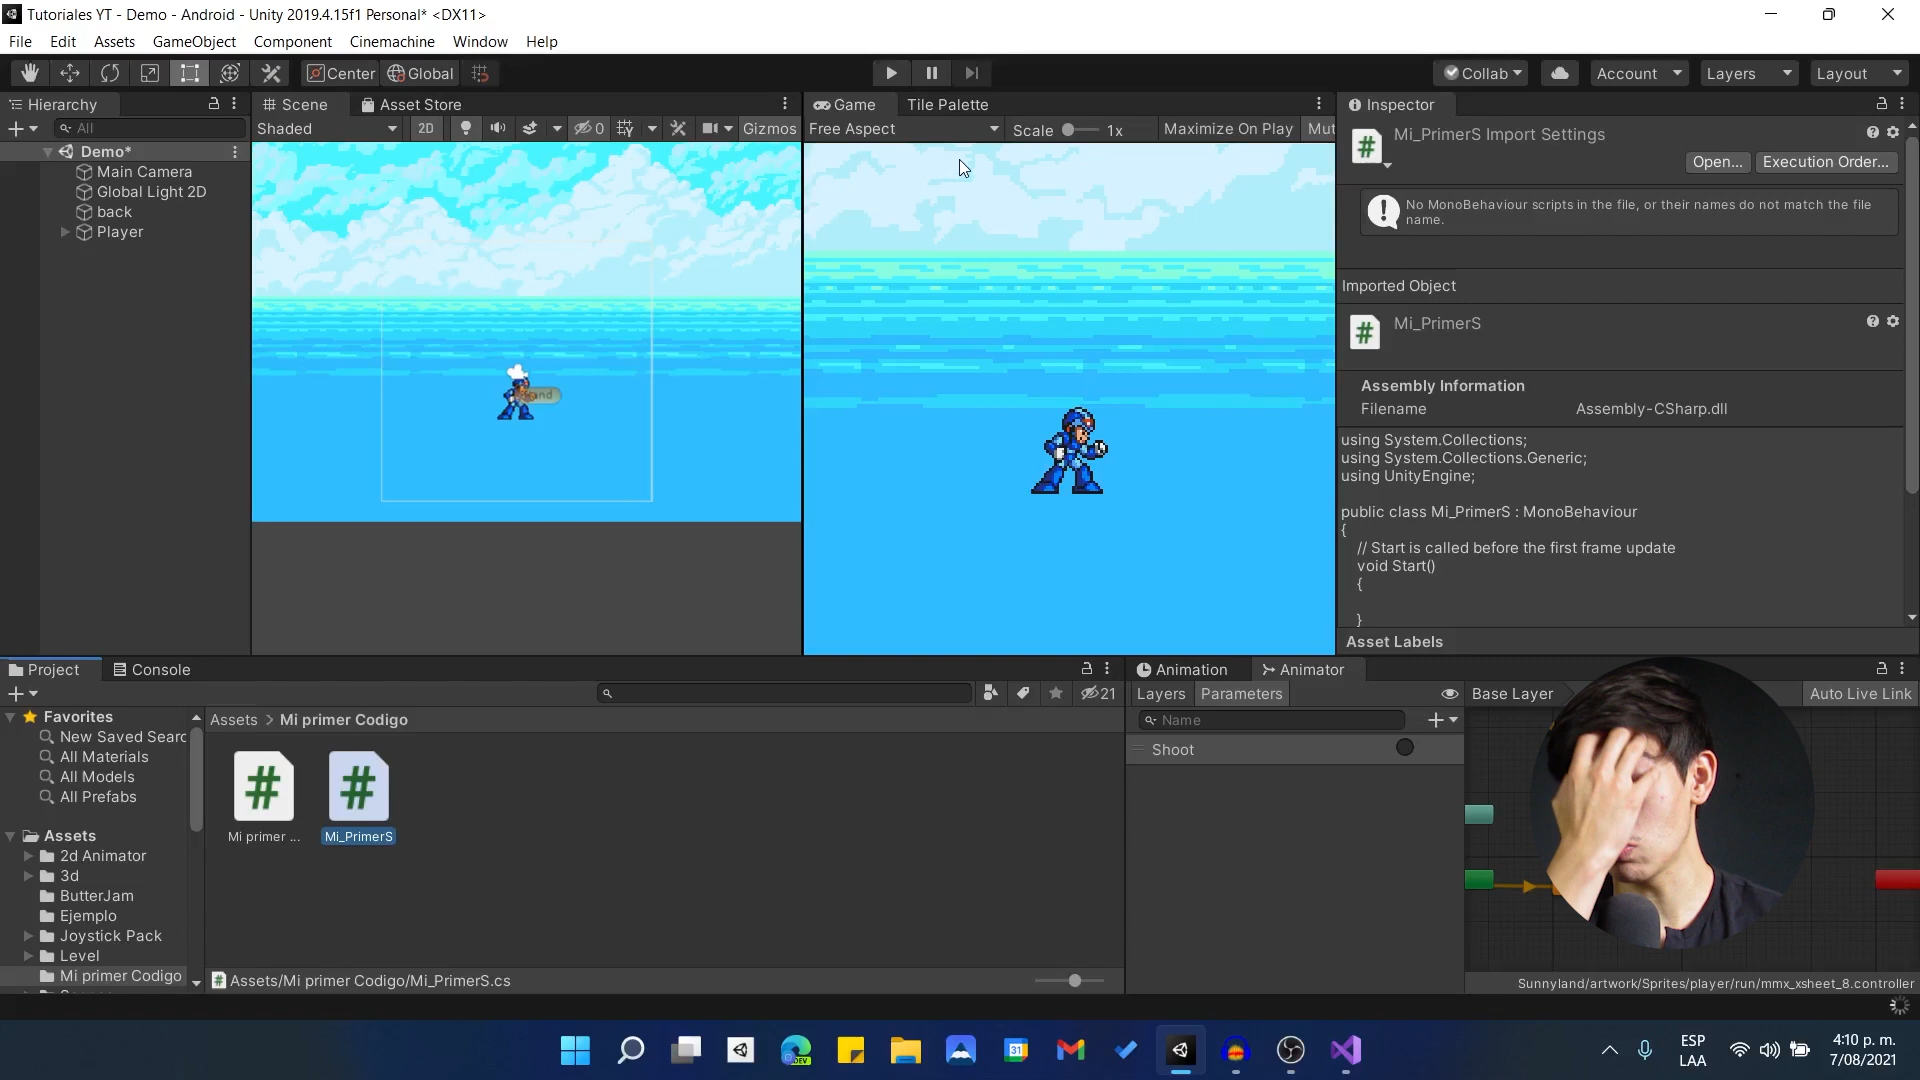 Tutoriales YT - Demo - Android - Unity 2019.4.15f1 Personal* <DX11>
File Edit Assets GameObject Component Cinemachine Window Help
Center Global Collab Account Layers Layout
Hierarchy
All
Demo*
Main Camera
Global Light 2D
back
Player
Scene Asset Store
Shaded 2D 0 Gizmos
Game Tile Palette
Free Aspect Scale 1x Maximize On Play Mut
Inspector
Mi_PrimerS Import Settings
Open... Execution Order...
No MonoBehaviour scripts in the file, or their names do not match the file
name.
Imported Object
Mi_PrimerS
Assembly Information
Filename Assembly-CSharp.dll
using System.Collections;
using System.Collections.Generic;
using UnityEngine;
public class Mi_PrimerS : MonoBehaviour
{
// Start is called before the first frame update
void Start()
{
}
Asset Labels
Project Console
21
Favorites
New Saved Searc
All Materials
All Models
All Prefabs
Assets
2d Animator
3d
ButterJam
Ejemplo
Joystick Pack
Level
Mi primer Codigo
Assets > Mi primer Codigo
Mi primer ...
Mi_PrimerS
Assets/Mi primer Codigo/Mi_PrimerS.cs
Animation Animator
Layers Parameters Base Layer Auto Live Link
Name
Shoot
Sunnyland/artwork/Sprites/player/run/mmx_xsheet_8.controller
DEV
31
ESP
LAA
4:10 p. m.
7/08/2021